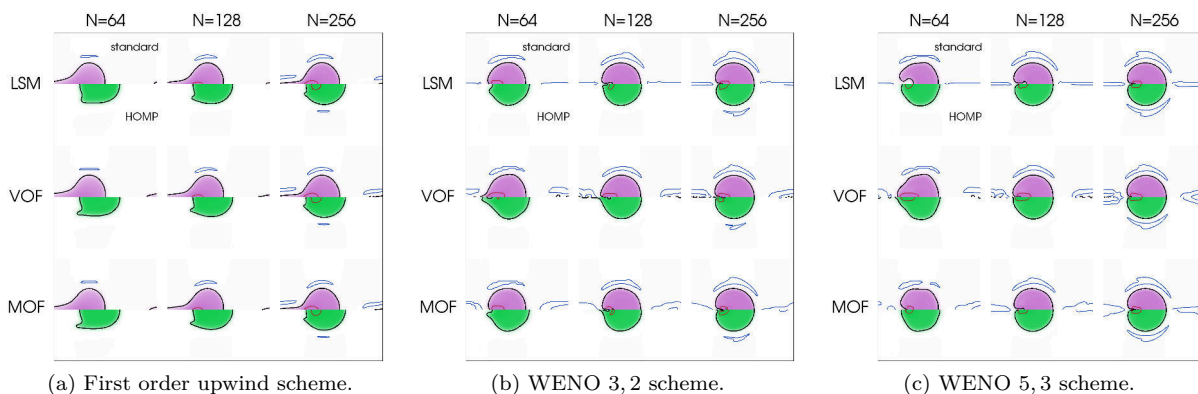 N=64 N=128 N=256
standard
LSM
HOMP
VOF
MOF
(a) First order upwind scheme.
N=64 N=128 N=256
standard
LSM
HOMP
VOF
MOF
(b) WENO 3, 2 scheme.
N=64 N=128 N=256
standard
LSM
HOMP
VOF
MOF
(c) WENO 5, 3 scheme.